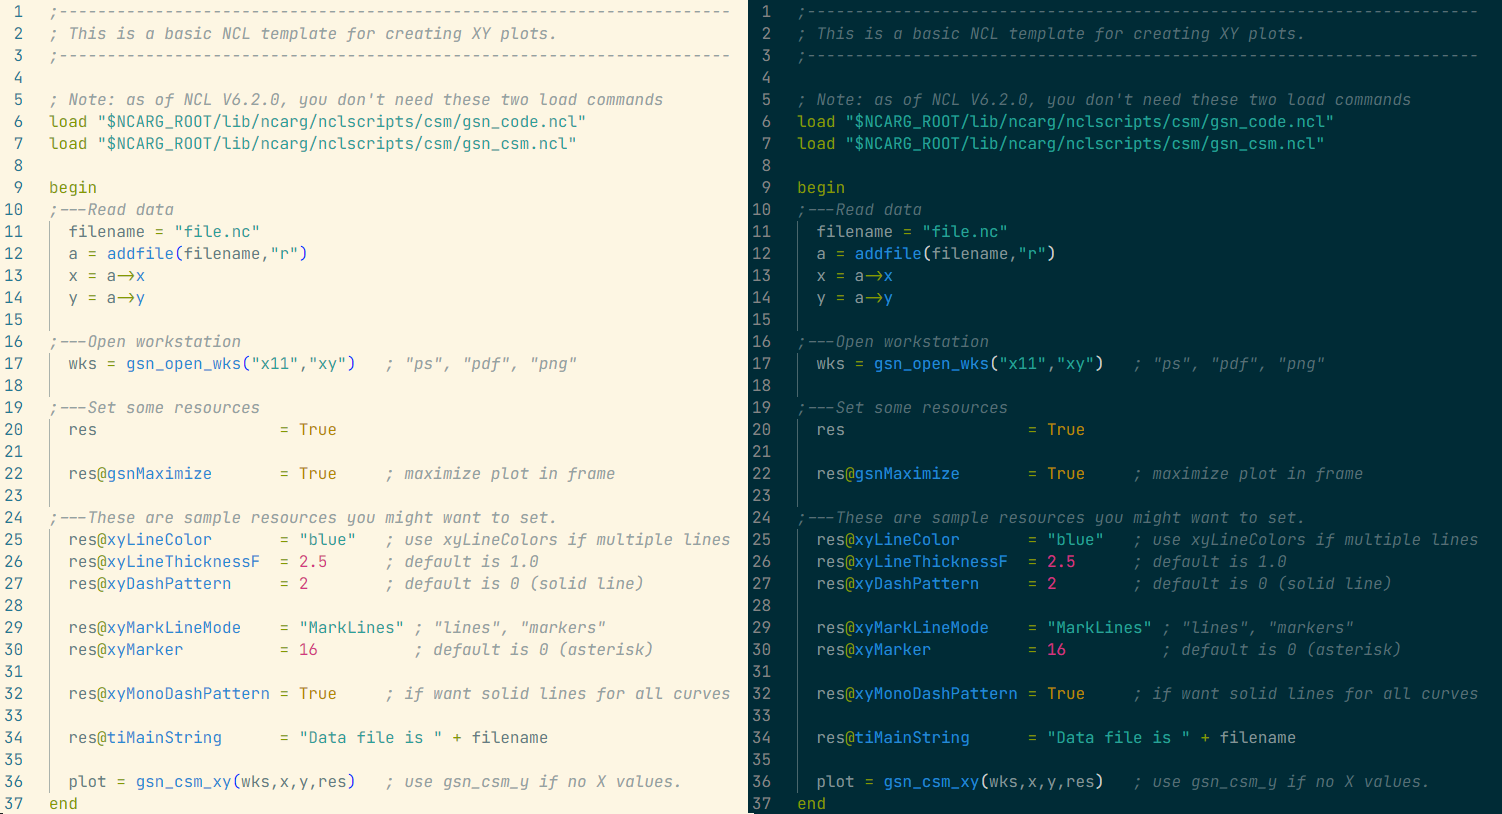 1 ;----------------------------------------------------------------------
2 ; This is a basic NCL template for creating XY plots.
3 ;----------------------------------------------------------------------
4
5 ; Note: as of NCL V6.2.0, you don't need these two load commands
6 load "$NCARG_ROOT/lib/ncarg/nclscripts/csm/gsn_code.ncl"
7 load "$NCARG_ROOT/lib/ncarg/nclscripts/csm/gsn_csm.ncl"
8
9 begin
10 ;---Read data
11   filename = "file.nc"
12   a = addfile(filename,"r")
13   x = a->x
14   y = a->y
15
16 ;---Open workstation
17   wks = gsn_open_wks("x11","xy")   ; "ps", "pdf", "png"
18
19 ;---Set some resources
20   res                   = True
21
22   res@gsnMaximize       = True     ; maximize plot in frame
23
24 ;---These are sample resources you might want to set.
25   res@xyLineColor       = "blue"   ; use xyLineColors if multiple lines
26   res@xyLineThicknessF  = 2.5      ; default is 1.0
27   res@xyDashPattern     = 2        ; default is 0 (solid line)
28
29   res@xyMarkLineMode    = "MarkLines" ; "lines", "markers"
30   res@xyMarker          = 16          ; default is 0 (asterisk)
31
32   res@xyMonoDashPattern = True     ; if want solid lines for all curves
33
34   res@tiMainString      = "Data file is " + filename
35
36   plot = gsn_csm_xy(wks,x,y,res)   ; use gsn_csm_y if no X values.
37 end
1 ;----------------------------------------------------------------------
2 ; This is a basic NCL template for creating XY plots.
3 ;----------------------------------------------------------------------
4
5 ; Note: as of NCL V6.2.0, you don't need these two load commands
6 load "$NCARG_ROOT/lib/ncarg/nclscripts/csm/gsn_code.ncl"
7 load "$NCARG_ROOT/lib/ncarg/nclscripts/csm/gsn_csm.ncl"
8
9 begin
10 ;---Read data
11   filename = "file.nc"
12   a = addfile(filename,"r")
13   x = a->x
14   y = a->y
15
16 ;---Open workstation
17   wks = gsn_open_wks("x11","xy")   ; "ps", "pdf", "png"
18
19 ;---Set some resources
20   res                   = True
21
22   res@gsnMaximize       = True     ; maximize plot in frame
23
24 ;---These are sample resources you might want to set.
25   res@xyLineColor       = "blue"   ; use xyLineColors if multiple lines
26   res@xyLineThicknessF  = 2.5      ; default is 1.0
27   res@xyDashPattern     = 2        ; default is 0 (solid line)
28
29   res@xyMarkLineMode    = "MarkLines" ; "lines", "markers"
30   res@xyMarker          = 16          ; default is 0 (asterisk)
31
32   res@xyMonoDashPattern = True     ; if want solid lines for all curves
33
34   res@tiMainString      = "Data file is " + filename
35
36   plot = gsn_csm_xy(wks,x,y,res)   ; use gsn_csm_y if no X values.
37 end